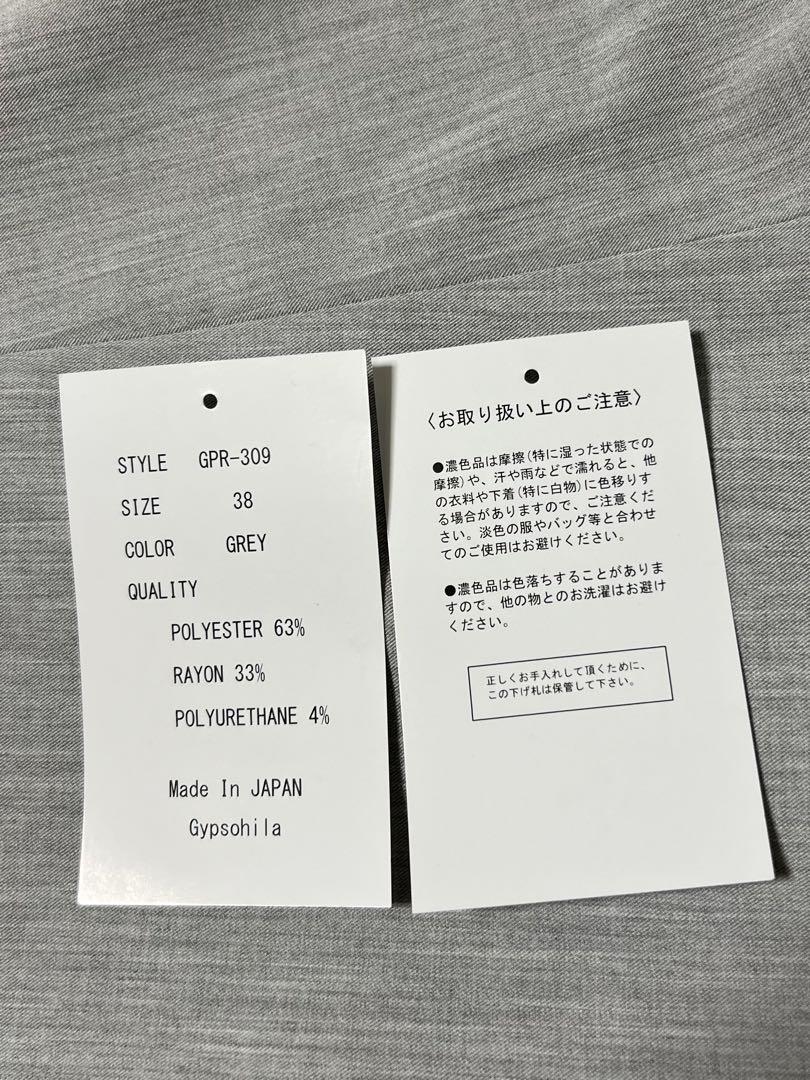 STYLE GPR-309
SIZE 38
COLOR GREY
QUALITY
POLYESTER 63%
RAYON 33%
POLYURETHANE 4%
Made In JAPAN
Gypsohila
〈お取り扱い上のご注意〉
●濃色品は摩擦(特に湿った状態での
摩擦)や、汗や雨などで濡れると、他
の衣料や下着(特に白物)に色移りす
る場合がありますので、ご注意くだ
さい。淡色の服やバッグ等と合わせ
てのご使用はお避けください。
●濃色品は色落ちすることがありま
すので、他の物とのお洗濯はお避け
ください。
正しくお手入れして頂くために、
この下げ札は保管して下さい。